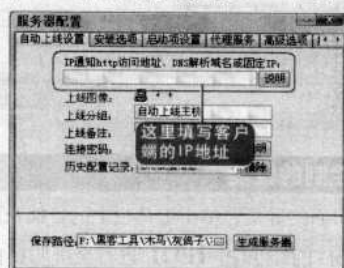 服务器配置
自动上线设置 安装选项 启动项设置 代理服务 高级选项
IP通知http访问地址、DNS解析域名或固定IP:
说明
上线图像:
上线分组: 自动上线主机
上线备注:
连接密码:
这里填写客户端的IP地址
历史配置记录:
保存路径: F:\黑客工具\木马\灰鸽子\ 生成服务器